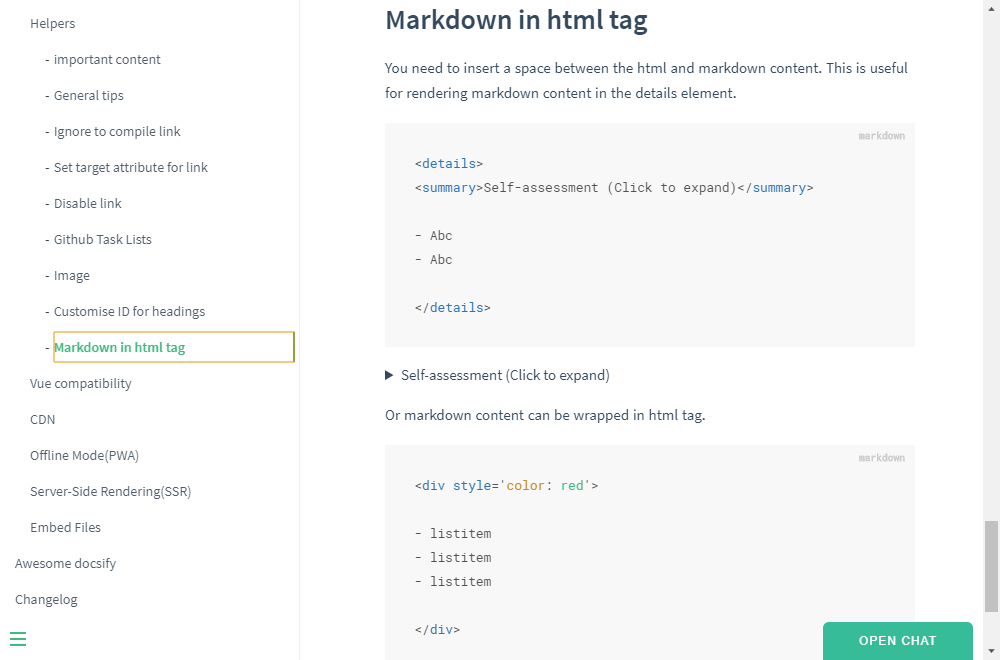 Helpers
- important content
- General tips
- Ignore to compile link
- Set target attribute for link
- Disable link
- Github Task Lists
- Image
- Customise ID for headings
- Markdown in html tag
Vue compatibility
CDN
Offline Mode(PWA)
Server-Side Rendering(SSR)
Embed Files
Awesome docsify
Changelog
Markdown in html tag
You need to insert a space between the html and markdown content. This is useful
for rendering markdown content in the details element.
markdown
<details>
<summary>Self-assessment (Click to expand)</summary>
- Abc
- Abc
</details>
Self-assessment (Click to expand)
Or markdown content can be wrapped in html tag.
markdown
<div style='color: red'>
- listitem
- listitem
- listitem
</div>
OPEN CHAT